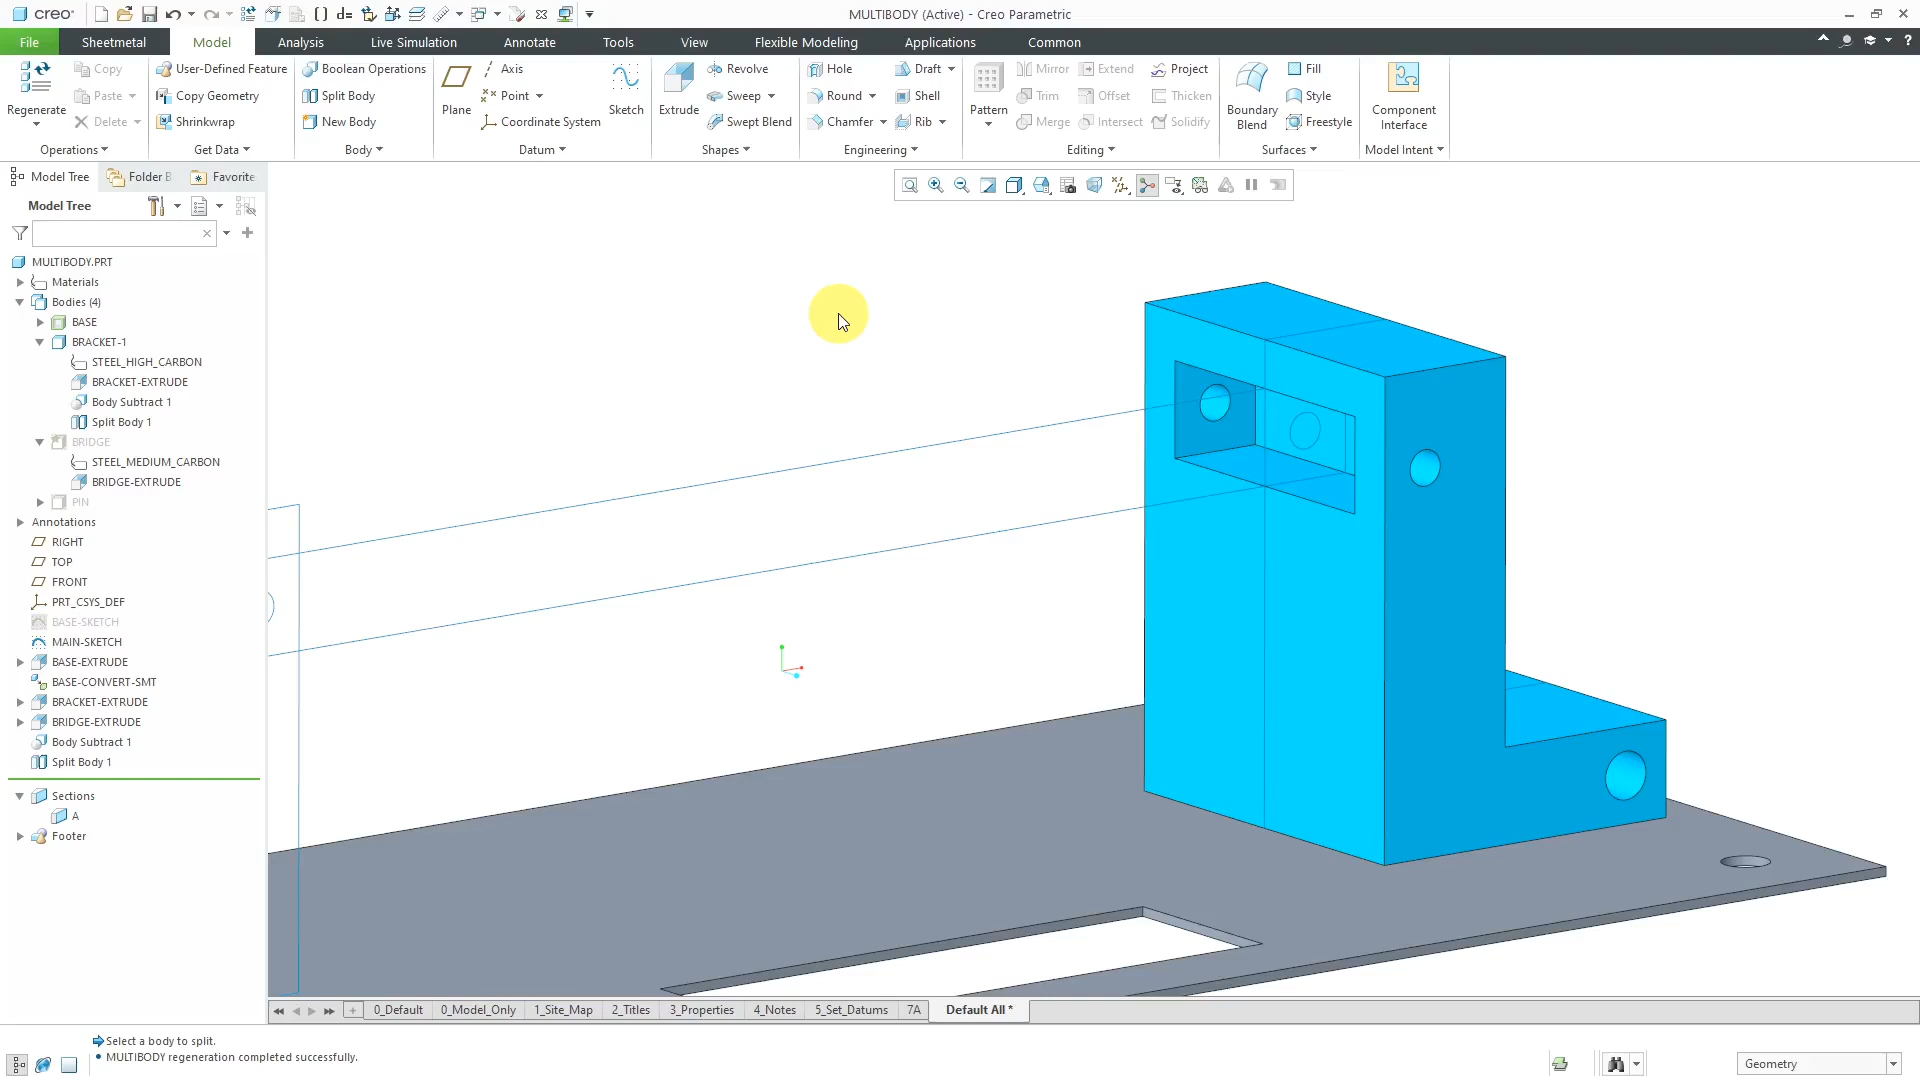 creo°
MULTIBODY (Active) - Creo Parametric
File
Sheetmetal
Model
Analysis
Live Simulation
Annotate
Tools
View
Flexible Modeling
Applications
Common
Regenerate
Copy
Paste
Delete
Operations
User-Defined Feature
Copy Geometry
Shrinkwrap
Get Data
Boolean Operations
Split Body
New Body
Body
Plane
Axis
Point
Coordinate System
Sketch
Datum
Extrude
Revolve
Sweep
Swept Blend
Shapes
Hole
Round
Chamfer
Draft
Shell
Rib
Engineering
Pattern
Mirror
Trim
Merge
Extend
Offset
Intersect
Project
Thicken
Solidify
Editing
Boundary
Blend
Fill
Style
Freestyle
Surfaces
Component
Interface
Model Intent
Model Tree
Folder B
Favorite
Model Tree
MULTIBODY.PRT
Materials
Bodies (4)
BASE
BRACKET-1
STEEL_HIGH_CARBON
BRACKET-EXTRUDE
Body Subtract 1
Split Body 1
BRIDGE
STEEL_MEDIUM_CARBON
BRIDGE-EXTRUDE
PIN
Annotations
RIGHT
TOP
FRONT
PRT_CSYS_DEF
BASE-SKETCH
MAIN-SKETCH
BASE-EXTRUDE
BASE-CONVERT-SMT
BRACKET-EXTRUDE
BRIDGE-EXTRUDE
Body Subtract 1
Split Body 1
Sections
A
Footer
0_Default
0_Model_Only
1_Site_Map
2_Titles
3_Properties
4_Notes
5_Set_Datums
7A
Default All *
Select a body to split.
• MULTIBODY regeneration completed successfully.
Geometry